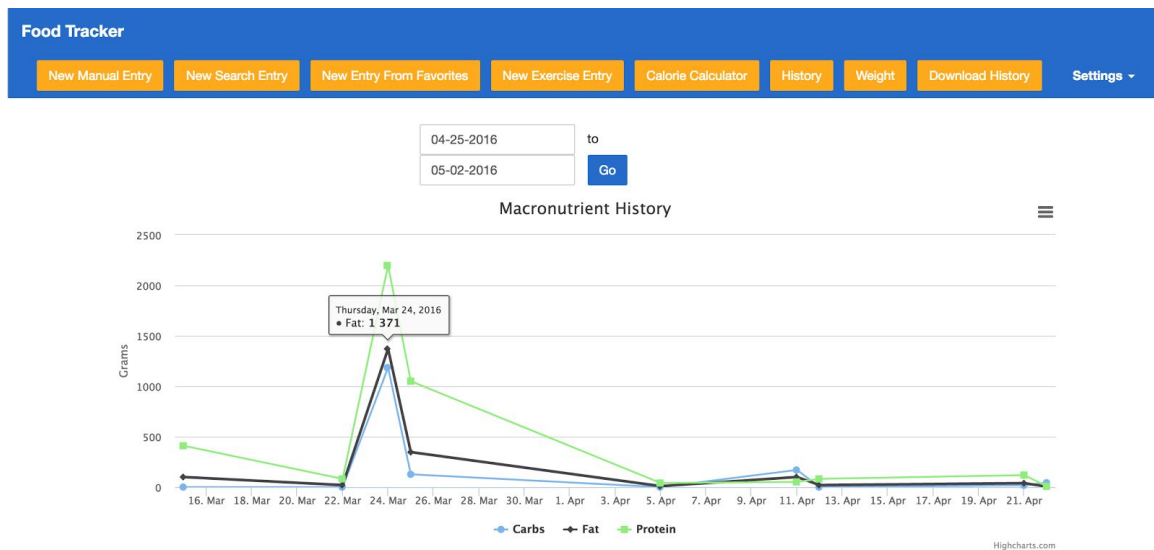 Food Tracker
New Manual Entry New Search Entry New Entry From Favorites New Exercise Entry Calorie Calculator History Weight Download History Settings
04-25-2016 to
05-02-2016 Go
Macronutrient History
2500
2000
Thursday, Mar 24, 2016
● Fat: 1 371
1500
Grams
1000
500
0
16. Mar 18. Mar 20. Mar 22. Mar 24. Mar 26. Mar 28. Mar 30. Mar 1. Apr 3. Apr 5. Apr 7. Apr 9. Apr 11. Apr 13. Apr 15. Apr 17. Apr 19. Apr 21. Apr
Carbs Fat Protein
Highcharts.com